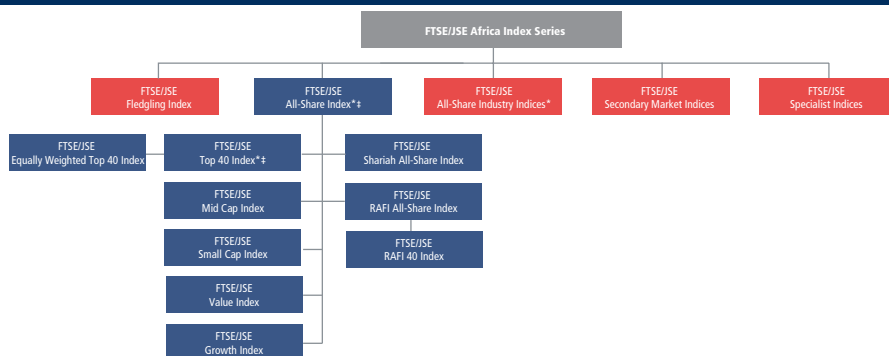 FTSE/JSE Africa Index Series
FTSE/JSE
Fledgling Index
FTSE/JSE
All-Share Index*‡
FTSE/JSE
All-Share Industry Indices*
FTSE/JSE
Secondary Market Indices
FTSE/JSE
Specialist Indices
FTSE/JSE
Equally Weighted Top 40 Index
FTSE/JSE
Top 40 Index*‡
FTSE/JSE
Shariah All-Share Index
FTSE/JSE
Mid Cap Index
FTSE/JSE
RAFI All-Share Index
FTSE/JSE
Small Cap Index
FTSE/JSE
RAFI 40 Index
FTSE/JSE
Value Index
FTSE/JSE
Growth Index